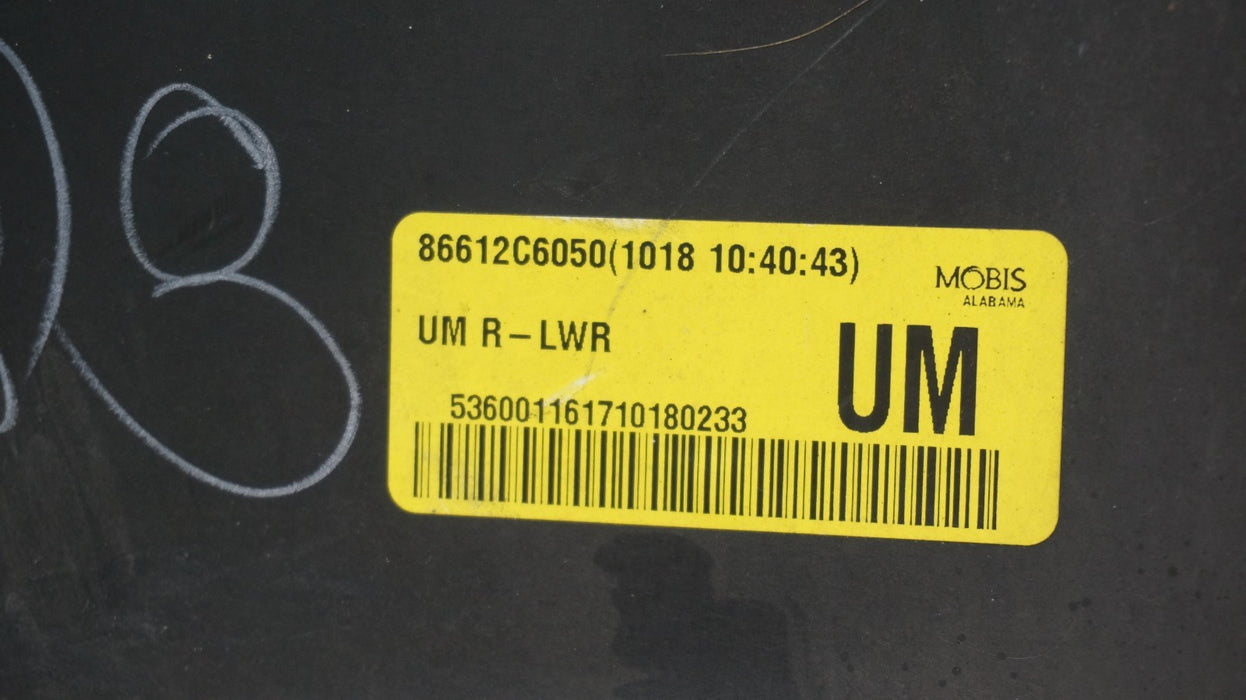 86612C6050(1018 10:40:43)
MOBIS
ALABAMA
UM R-LWR
UM
536001161710180233